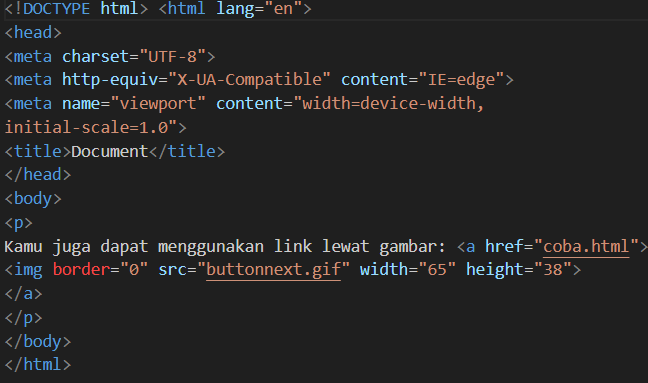 <!DOCTYPE html> <html lang="en">
<head>
<meta charset="UTF-8">
<meta http-equiv="X-UA-Compatible" content="IE=edge">
<meta name="viewport" content="width=device-width,
initial-scale=1.0">
<title>Document</title>
</head>
<body>
<p>
Kamu juga dapat menggunakan link lewat gambar: <a href="coba.html">
<img border="0" src="buttonnext.gif" width="65" height="38">
</a>
</p>
</body>
</html>